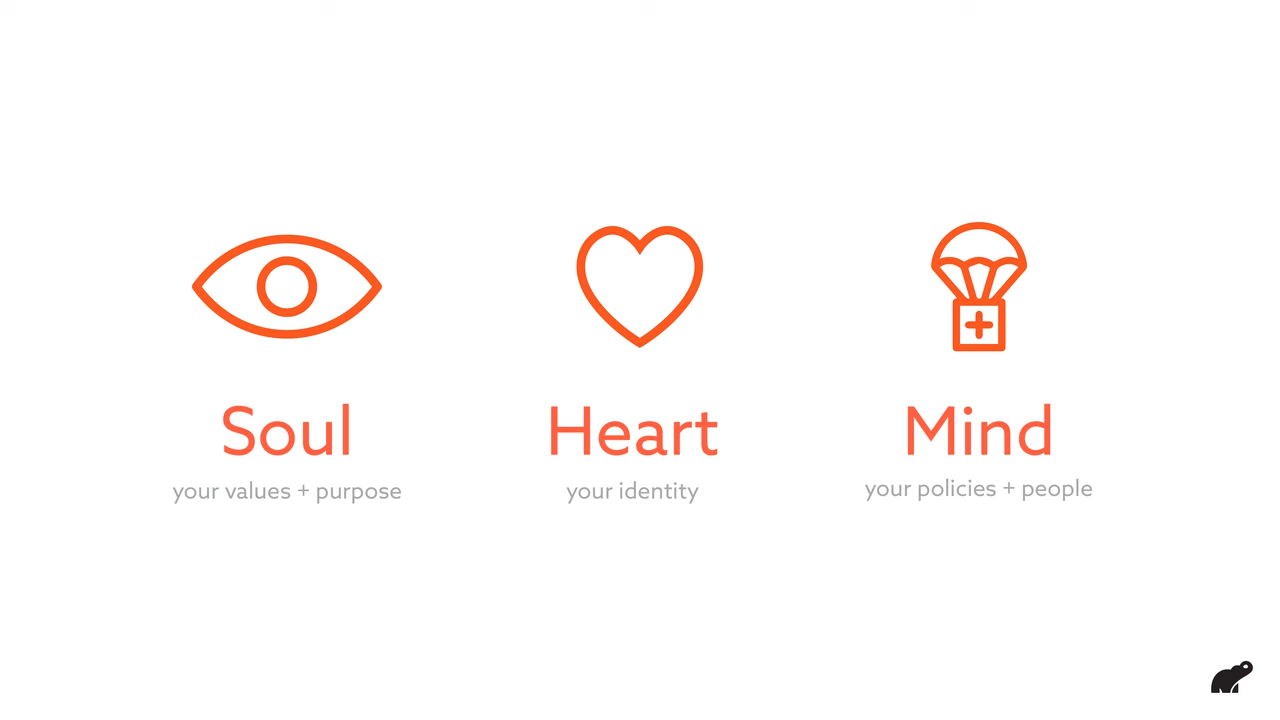 Soul
your values + purpose
Heart
your identity
Mind
your policies + people